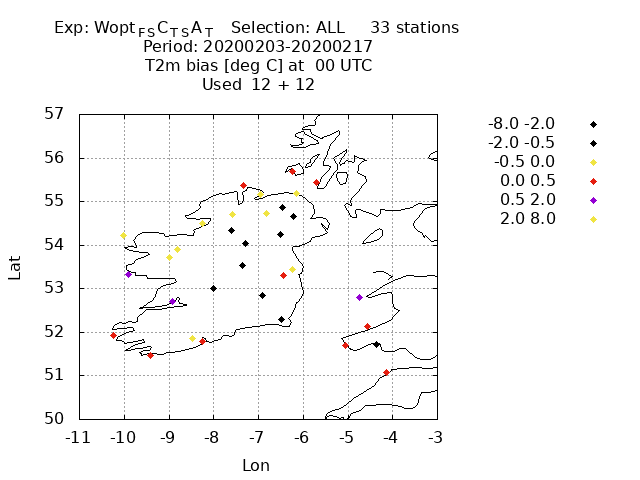 Exp: Wopt_FS C_TS A_T   Selection: ALL     33 stations
Period: 20200203-20200217
T2m bias [deg C] at  00 UTC
Used  12 + 12
57
56
55
54
53
52
51
50
-11 -10 -9 -8 -7 -6 -5 -4 -3
Lat
Lon
-8.0 -2.0
-2.0 -0.5
-0.5 0.0
0.0 0.5
0.5 2.0
2.0 8.0